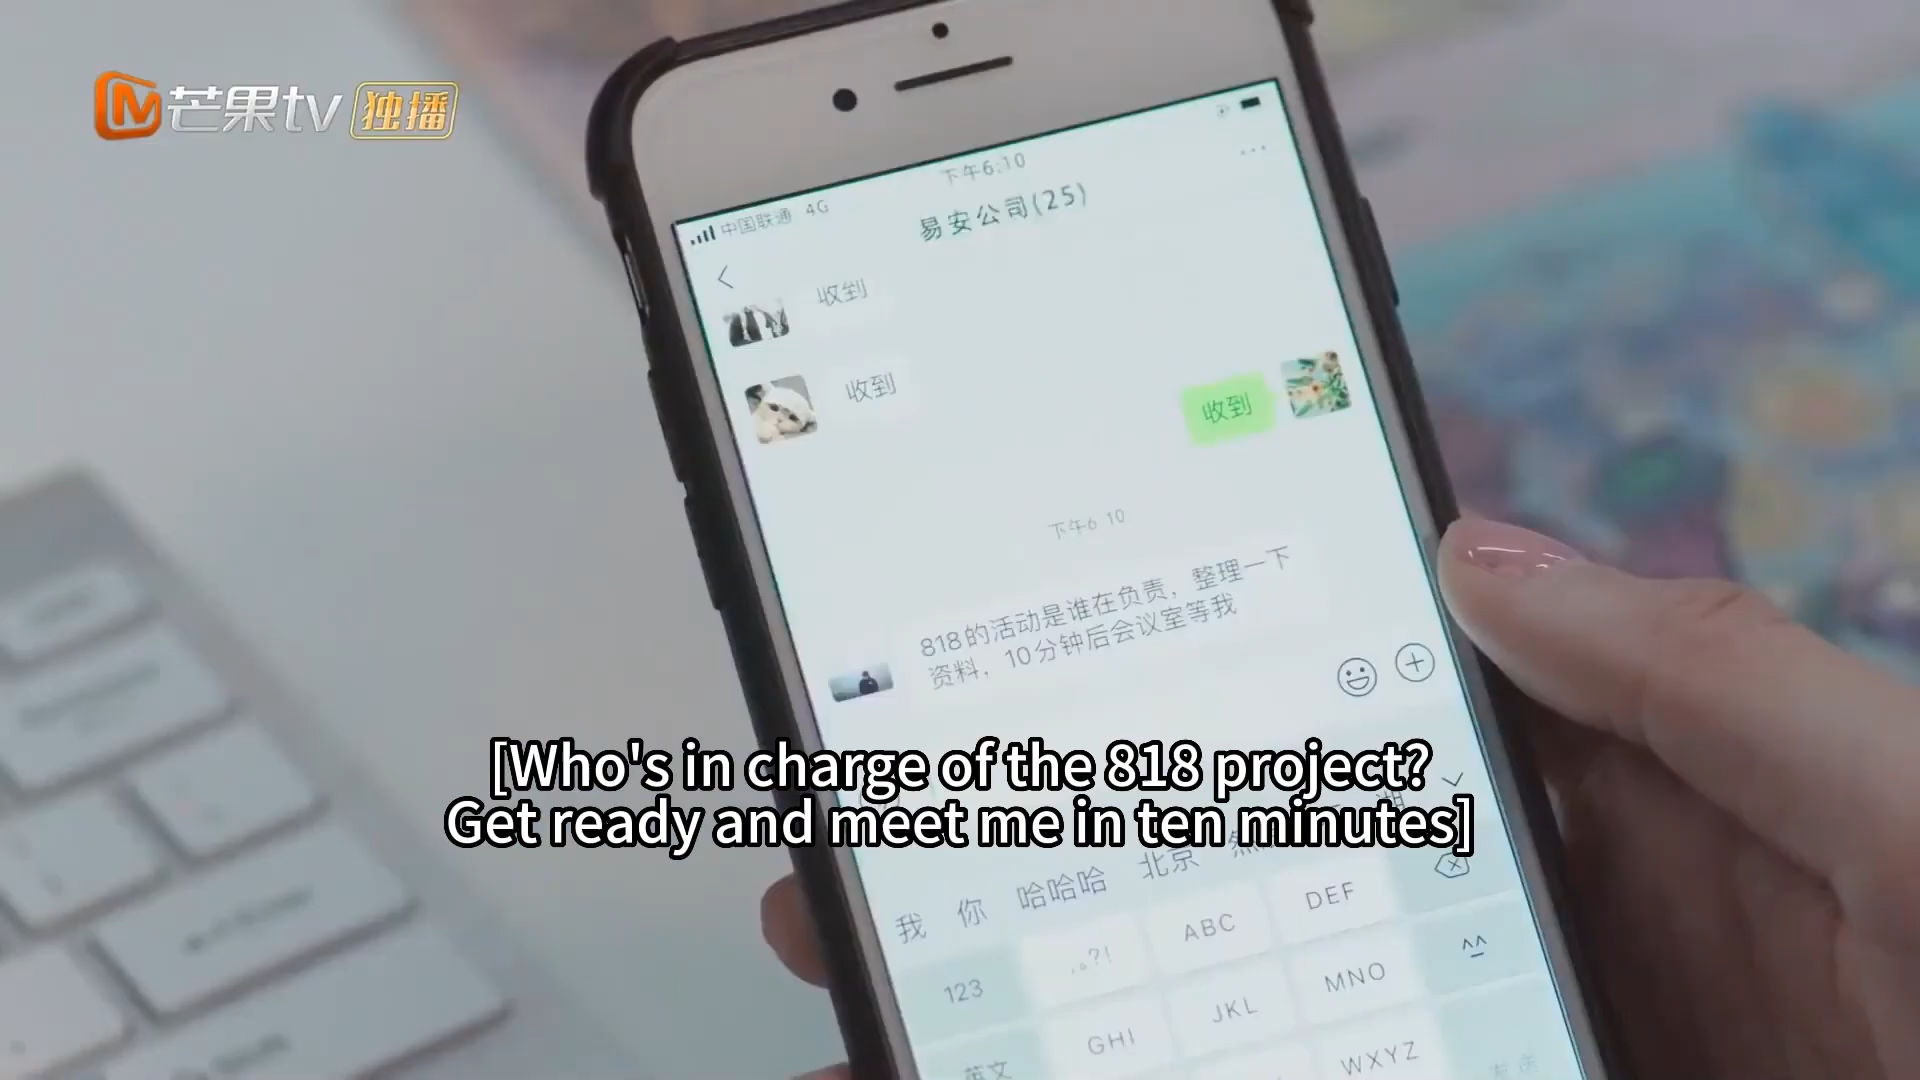 芒果tv 独播
中国联通 4G
下午6:10
易安公司(25)
收到
收到
收到
下午6:10
818的活动是谁在负责，整理一下
资料，10分钟后会议室等我
[Who's in charge of the 818 project?
Get ready and meet me in ten minutes]
我 你 哈哈哈 北京
123
ABC
DEF
GHI
JKL
MNO
英文
WXYZ
发送